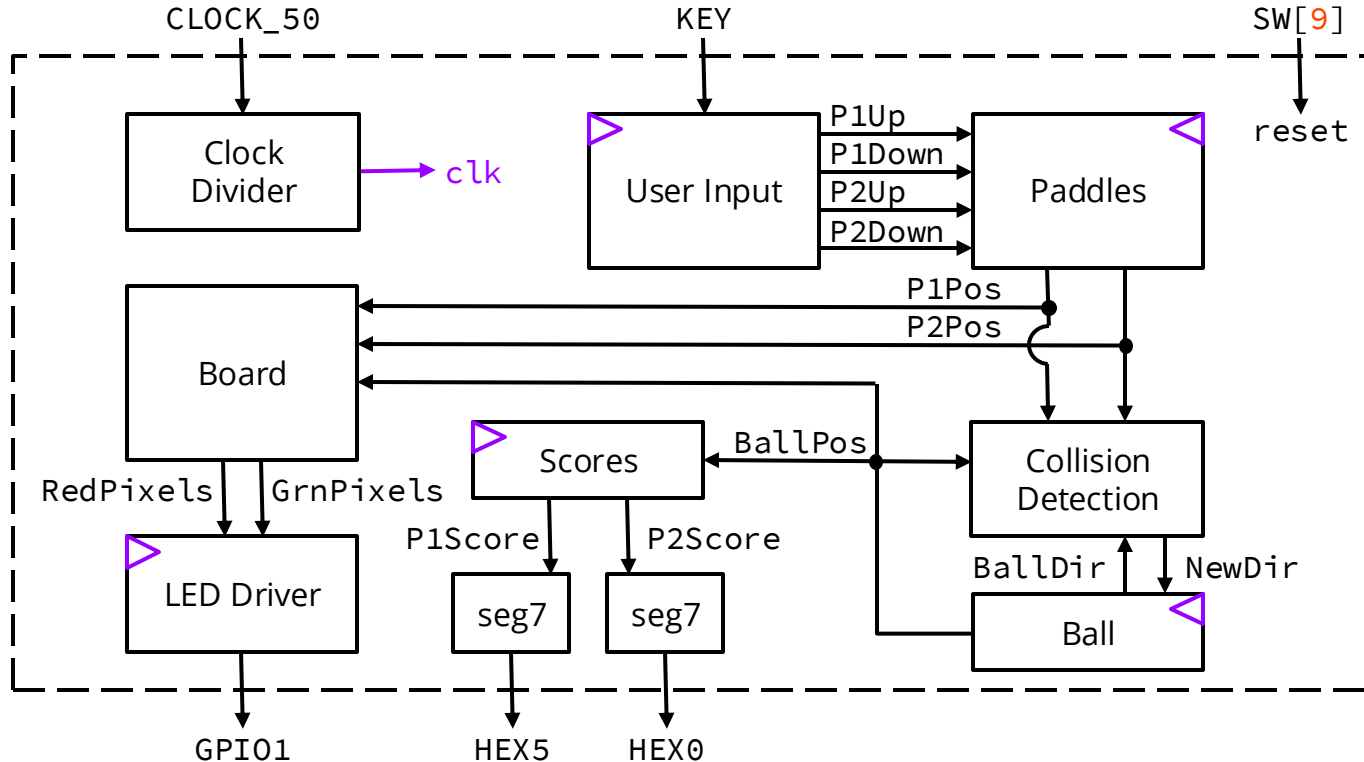 CLOCK_50
KEY
SW[9]
Clock
Divider
clk
User Input
P1Up
P1Down
P2Up
P2Down
Paddles
reset
P1Pos
P2Pos
Board
BallPos
Scores
Collision
Detection
RedPixels
GrnPixels
P1Score
P2Score
BallDir
NewDir
LED Driver
seg7
seg7
Ball
GPIO1
HEX5
HEX0